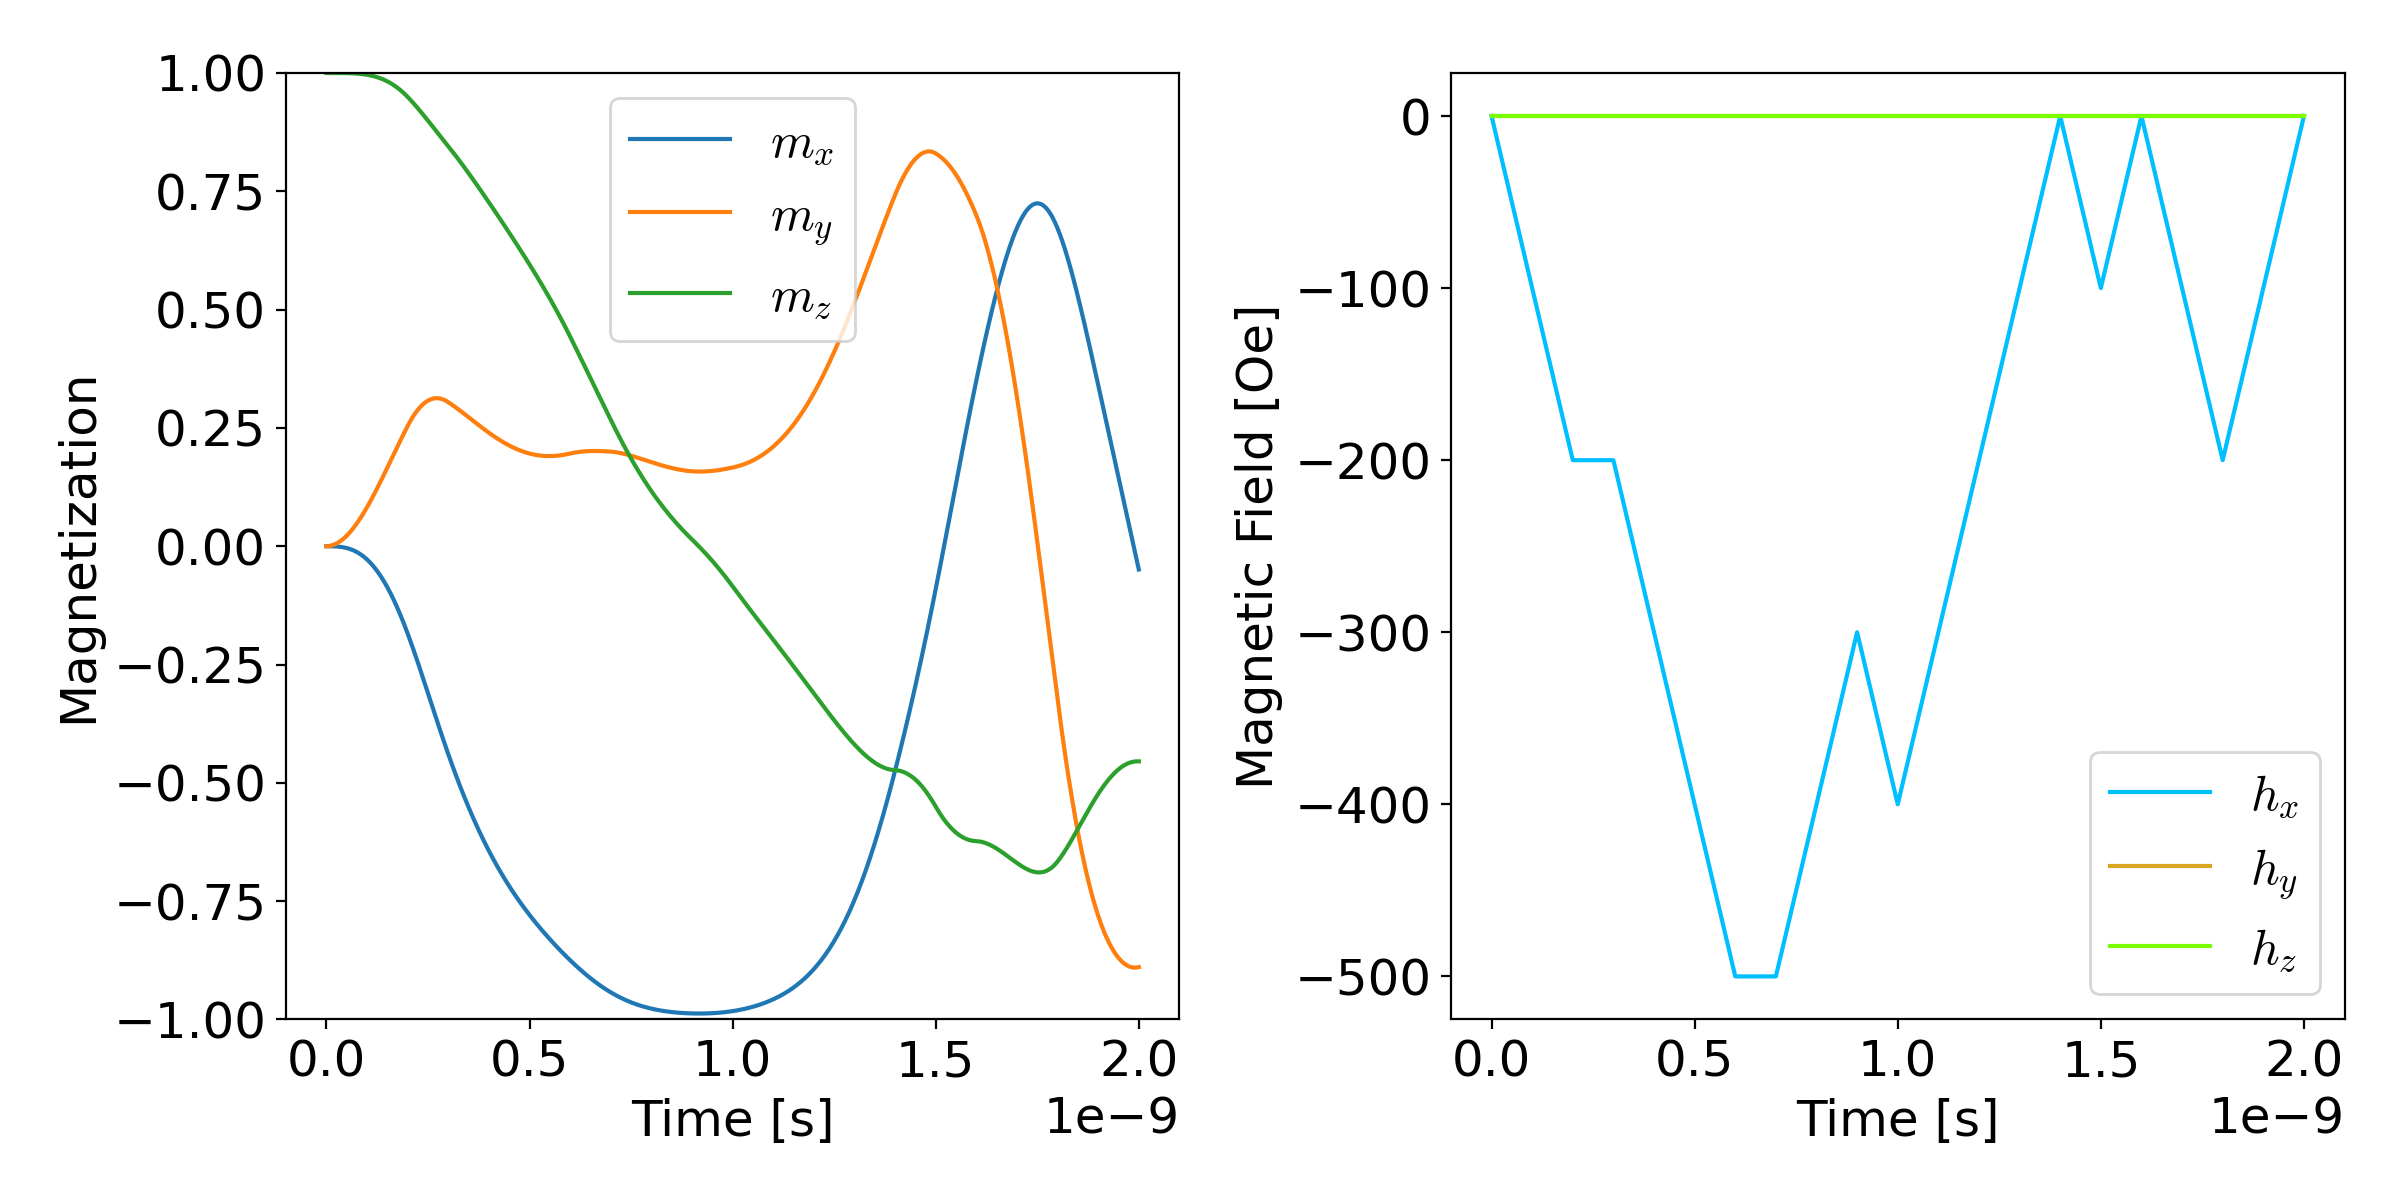 Magnetization
1.00
0.75
0.50
0.25
0.00
−0.25
−0.50
−0.75
−1.00
m_x
m_y
m_z
0.0 0.5 1.0 1.5 2.0
Time [s]
1e−9
Magnetic Field [Oe]
0
−100
−200
−300
−400
−500
h_x
h_y
h_z
0.0 0.5 1.0 1.5 2.0
Time [s]
1e−9